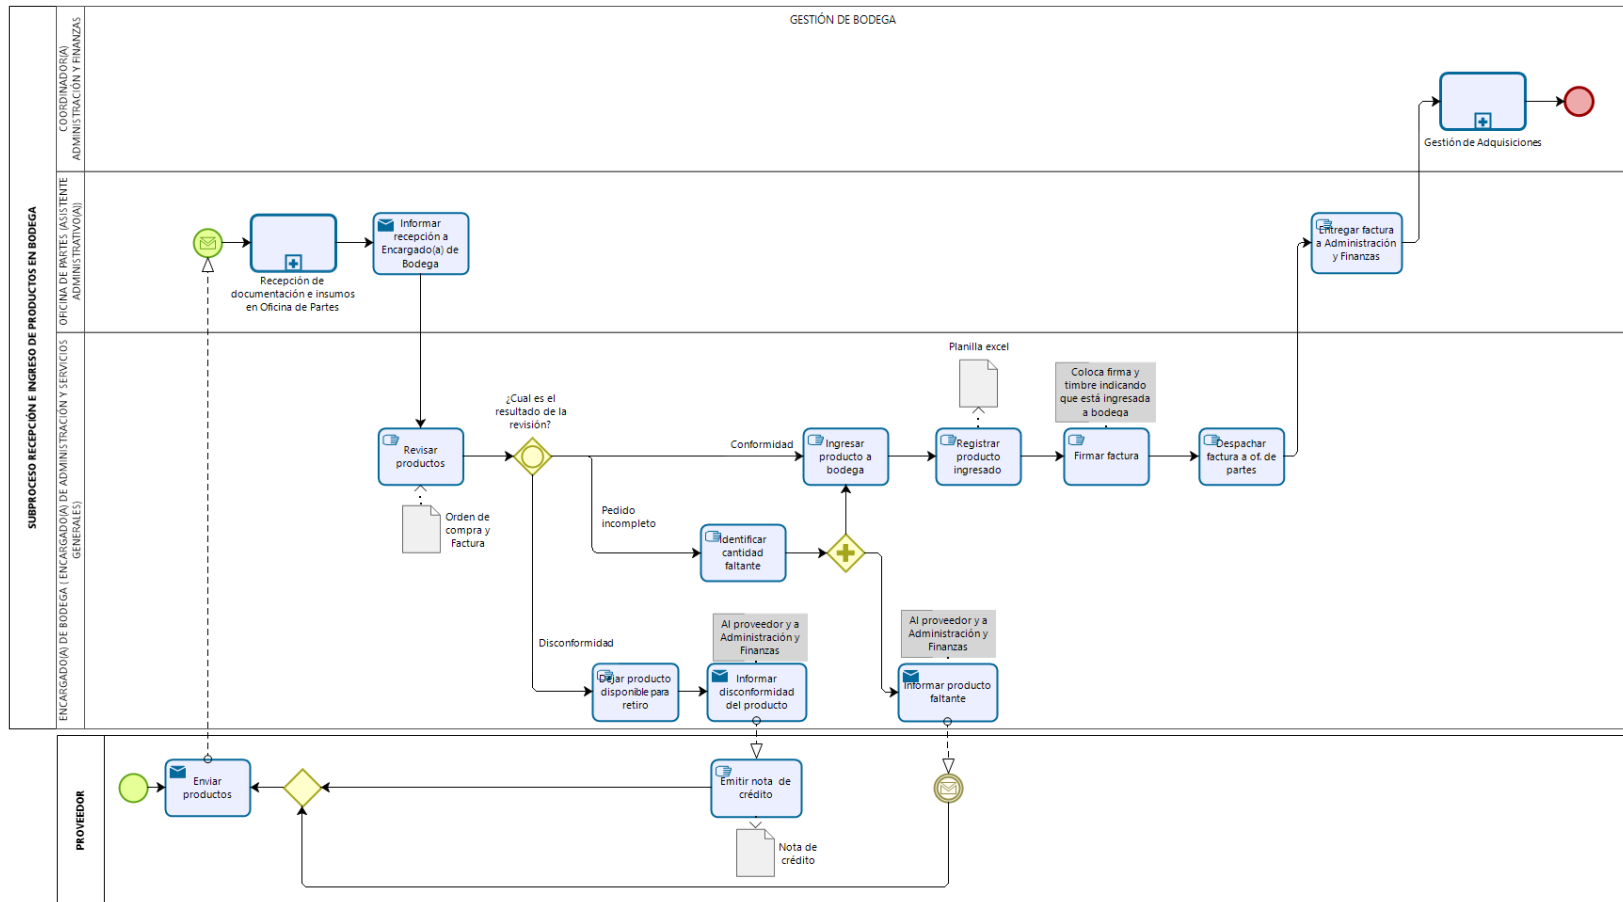 GESTIÓN DE BODEGA
SUBPROCESO RECEPCIÓN E INGRESO DE PRODUCTOS EN BODEGA
COORDINADOR(A)
ADMINISTRACIÓN Y FINANZAS
Gestión de Adquisiciones
OFICINA DE PARTES (ASISTENTE
ADMINISTRATIVO(A))
Recepción de
documentación e insumos
en Oficina de Partes
Informar
recepción a
Encargado(a) de
Bodega
Entregar factura
a Administración
y Finanzas
ENCARGADO(A) DE BODEGA ( ENCARGADO(A) DE ADMINISTRACIÓN Y SERVICIOS
GENERALES)
Revisar
productos
Orden de
compra y
Factura
¿Cual es el
resultado de la
revisión?
Conformidad
Pedido
incompleto
Disconformidad
Ingresar
producto a
bodega
Planilla excel
Registrar
producto
ingresado
Coloca firma y
timbre indicando
que está ingresada
a bodega
Firmar factura
Despachar
factura a of. de
partes
Identificar
cantidad
faltante
Dejar producto
disponible para
retiro
Al proveedor y a
Administración y
Finanzas
Informar
disconformidad
del producto
Al proveedor y a
Administración y
Finanzas
Informar producto
faltante
PROVEEDOR
Enviar
productos
Emitir nota de
crédito
Nota de
crédito